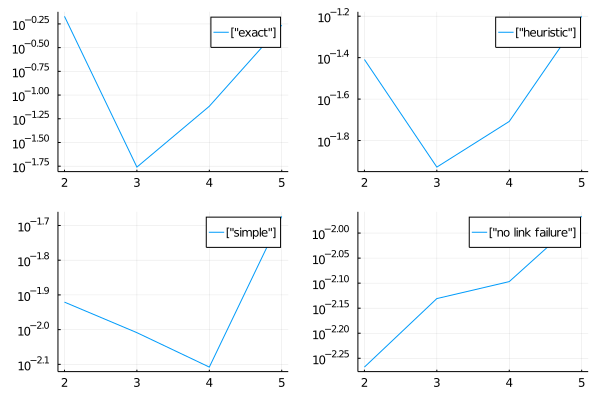 ["exact"]
10^−0.25
10^−0.50
10^−0.75
10^−1.00
10^−1.25
10^−1.50
10^−1.75
2 3 4 5
["heuristic"]
10^−1.2
10^−1.4
10^−1.6
10^−1.8
2 3 4 5
["simple"]
10^−1.7
10^−1.8
10^−1.9
10^−2.0
10^−2.1
2 3 4 5
["no link failure"]
10^−2.00
10^−2.05
10^−2.10
10^−2.15
10^−2.20
10^−2.25
2 3 4 5